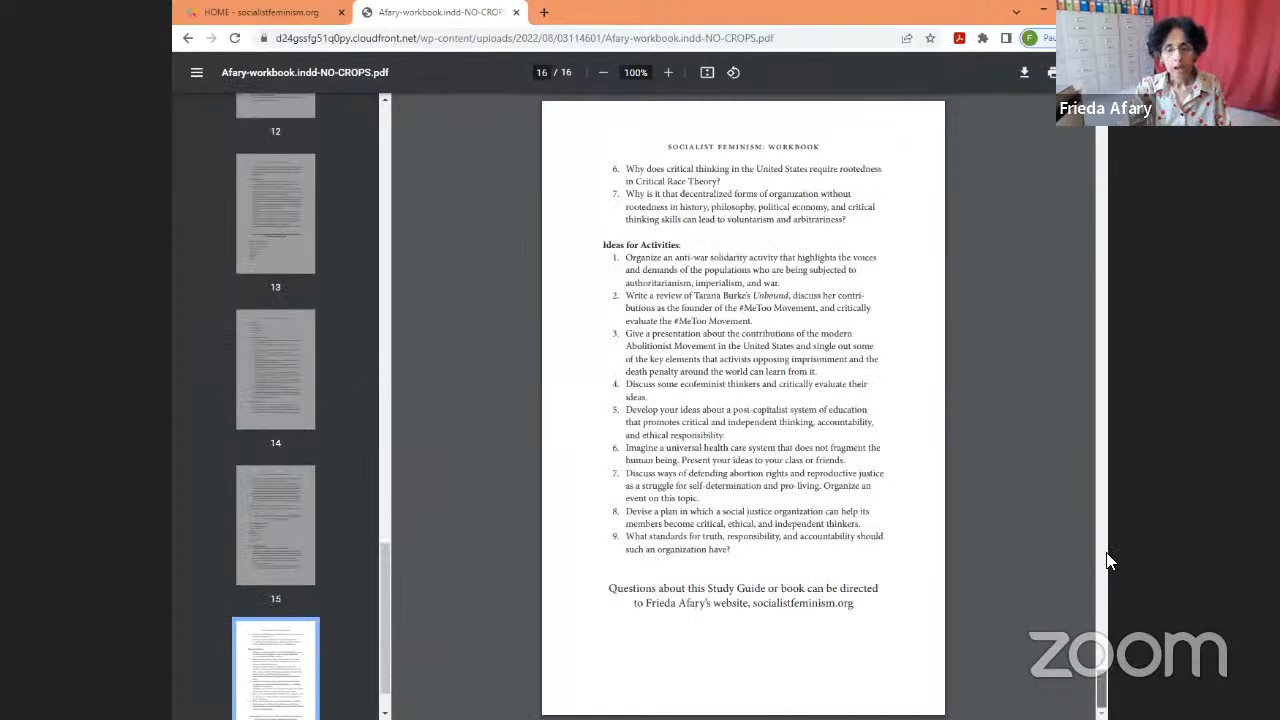 HOME - socialistfeminism.org
Afary-workbook.indd-NO-CROPS
d24gssfg51q0py.cloudfront.net/wp-content/uploads/2022/09/03114601/Afary-workbook.indd-NO-CROPS.pdf
Afary-workbook.indd-NO-CROPS.pdf
16 / 16
100%
F
Frieda Afary
12
13
14
15
SOCIALIST FEMINISM: WORKBOOK
6. Why does critical thinking in the United States require rootedness
in Critical Race Theory?
7. Why is it that decentralized forms of organization without
rootedness in history, philosophy, political economy, and critical
thinking skills can lead to voluntarism and arbitrariness?
Ideas for Activities:
1. Organize an anti-war solidarity activity that highlights the voices
and demands of the populations who are being subjected to
authoritarianism, imperialism, and war.
2. Write a review of Tarana Burke's Unbound, discuss her contri-
butions as the founder of the #MeToo Movement, and critically
evaluate the #MeToo Movement.
3. Give a presentation about the contributions of the modern
Abolitionist Movement in the United States and single out some
of the key elements that activists opposing imprisonment and the
death penalty around the world can learn from it.
4. Discuss some ecofeminist thinkers and critically evaluate their
ideas.
5. Develop your ideas about a post-capitalist system of education
that promotes critical and independent thinking, accountability,
and ethical responsibility.
6. Imagine a universal health care system that does not fragment the
human being. Present your ideas to your class or friends.
7. Discuss ways of defending abortion rights and reproductive justice
as a struggle for self-determination and pro-living. Organize an
event on this topic.
8. Devise a plan in which a social justice organization can help its
members become critical, ethical, and independent thinkers.
9. What standards for truth, responsibility, and accountability should
such an organization have?
Questions about this Study Guide or book can be directed
to Frieda Afary's website, socialistfeminism.org
zoom